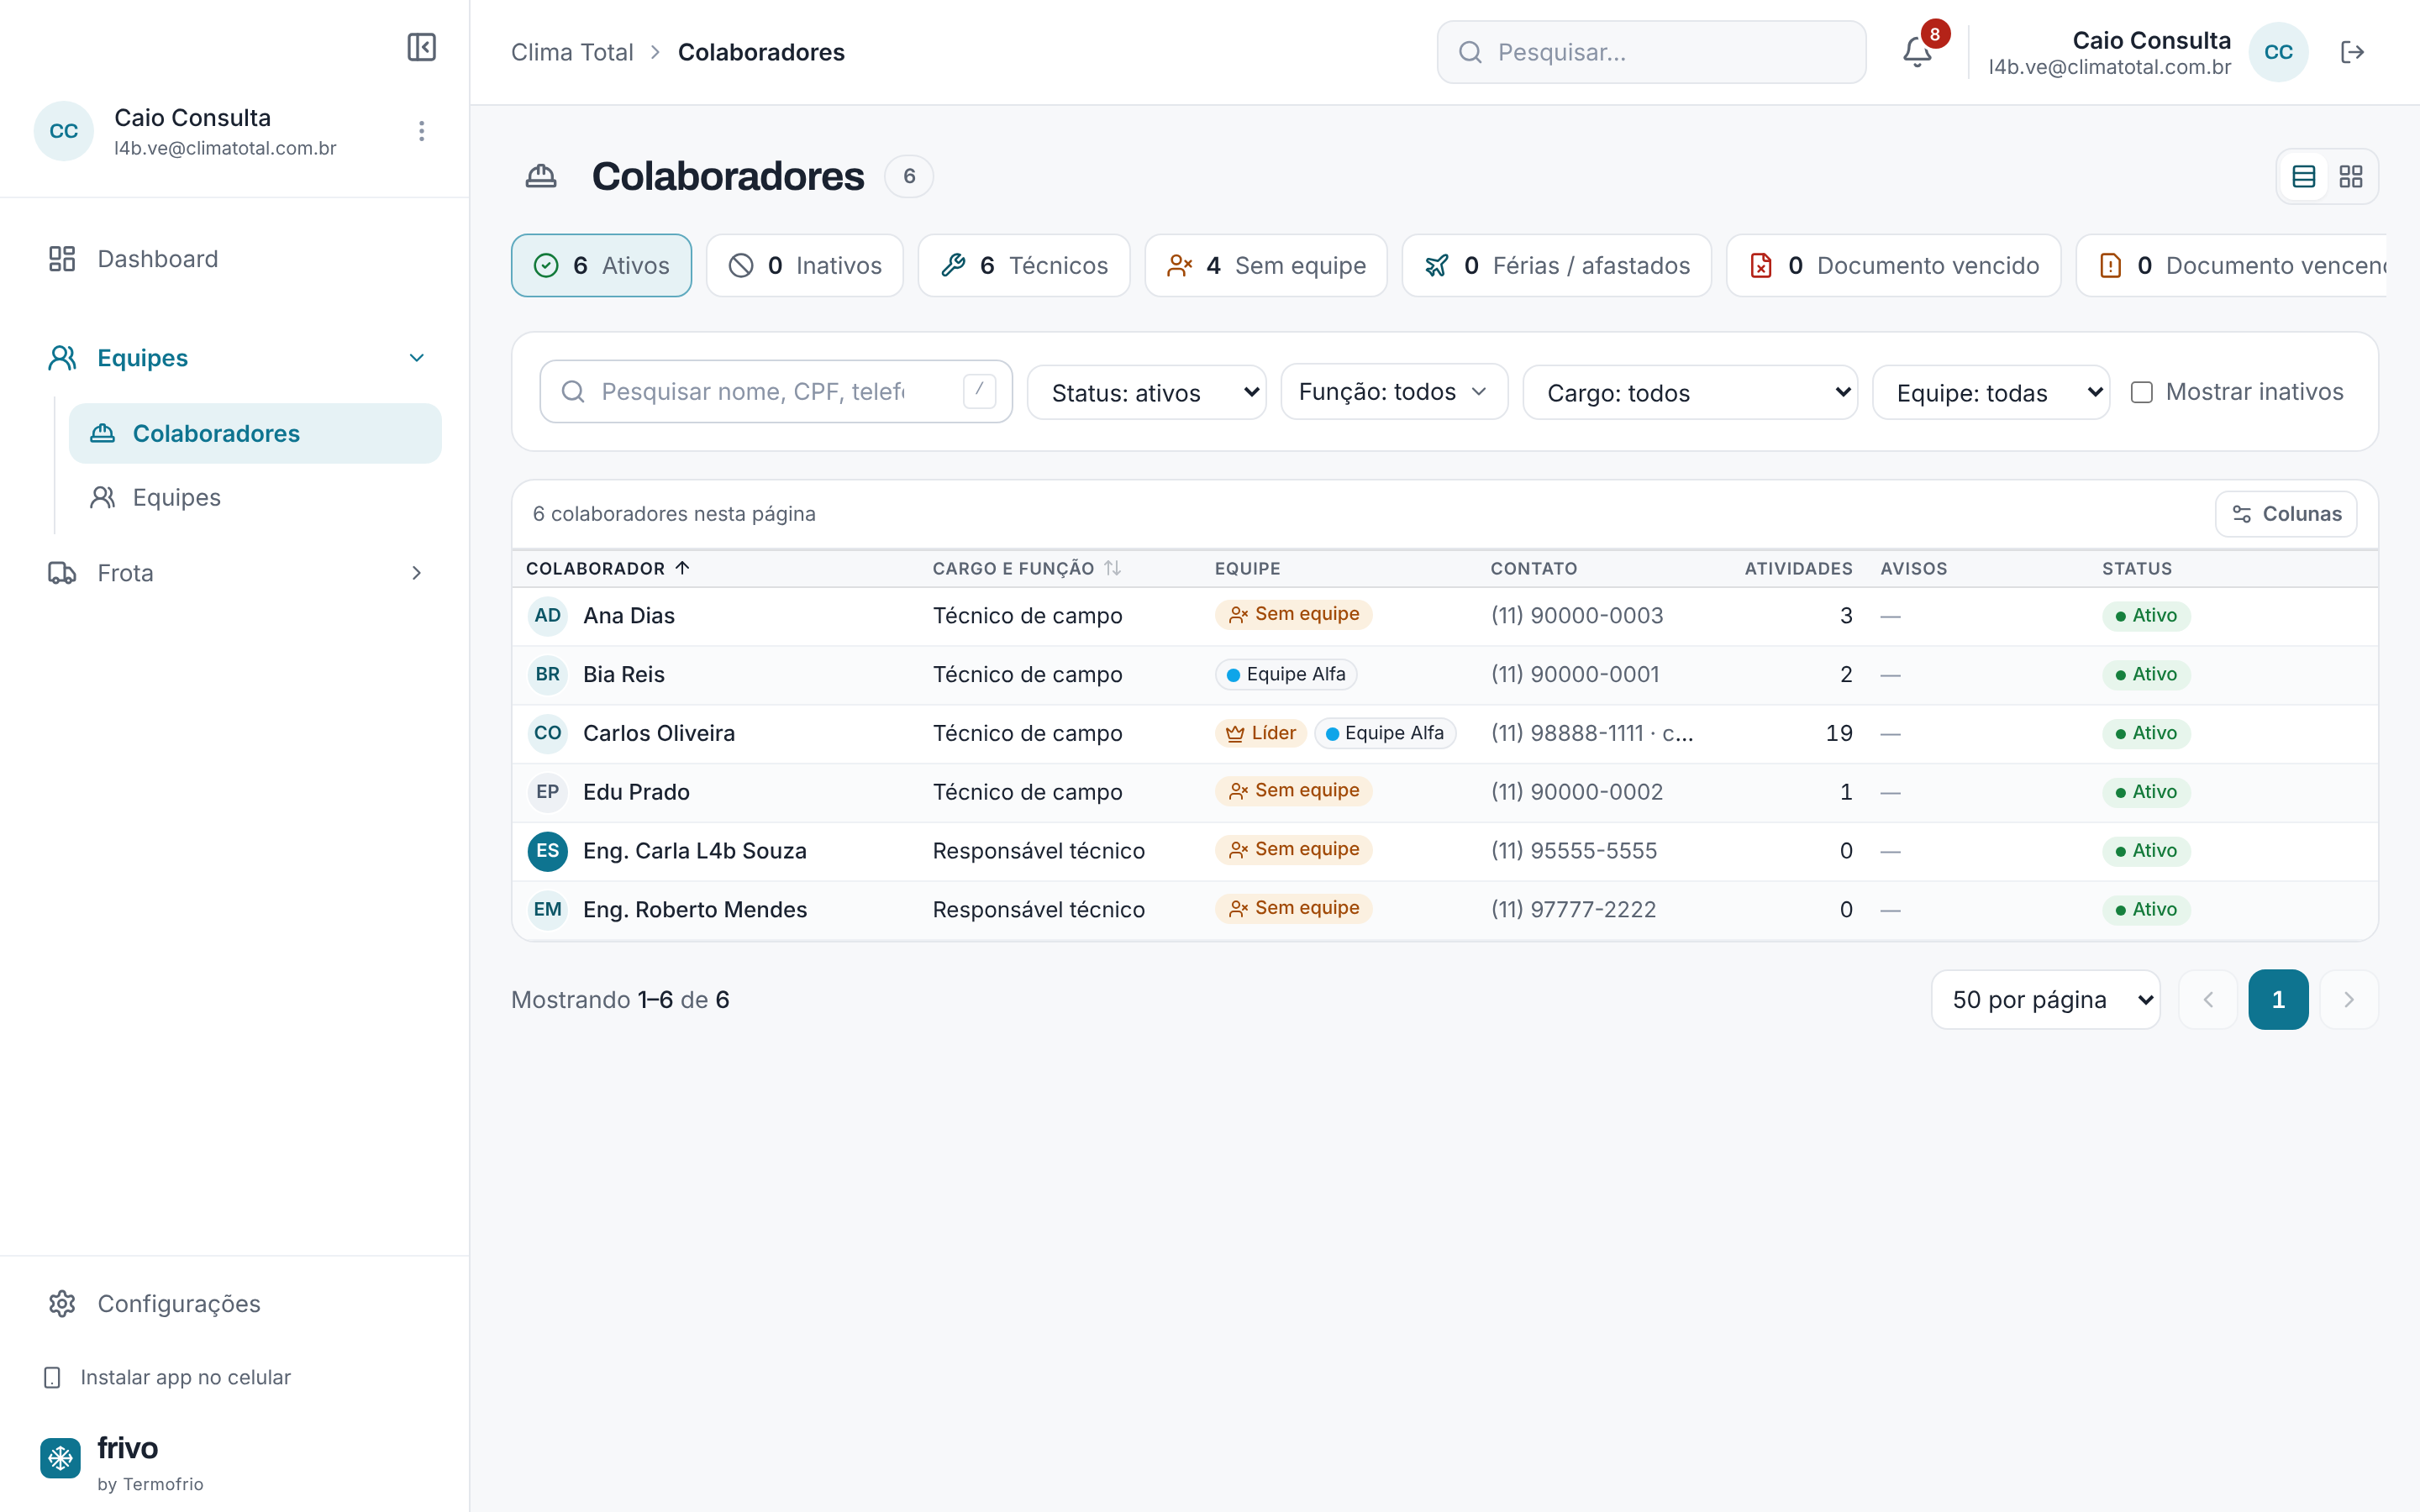 Clima Total > Colaboradores
Pesquisar...
8
Caio Consulta
l4b.ve@climatotal.com.br
CC
CC
Caio Consulta
l4b.ve@climatotal.com.br
Dashboard
Equipes
Colaboradores
Equipes
Frota
Configurações
Instalar app no celular
frivo
by Termofrio
Colaboradores 6
6 Ativos
0 Inativos
6 Técnicos
4 Sem equipe
0 Férias / afastados
0 Documento vencido
0 Documento vencen
Pesquisar nome, CPF, telef
/
Status: ativos
Função: todos
Cargo: todos
Equipe: todas
Mostrar inativos
6 colaboradores nesta página
Colunas
COLABORADOR CARGO E FUNÇÃO EQUIPE CONTATO ATIVIDADES AVISOS STATUS
AD Ana Dias Técnico de campo Sem equipe (11) 90000-0003 3 — Ativo
BR Bia Reis Técnico de campo Equipe Alfa (11) 90000-0001 2 — Ativo
CO Carlos Oliveira Técnico de campo Líder Equipe Alfa (11) 98888-1111 · c... 19 — Ativo
EP Edu Prado Técnico de campo Sem equipe (11) 90000-0002 1 — Ativo
ES Eng. Carla L4b Souza Responsável técnico Sem equipe (11) 95555-5555 0 — Ativo
EM Eng. Roberto Mendes Responsável técnico Sem equipe (11) 97777-2222 0 — Ativo
Mostrando 1–6 de 6
50 por página
1